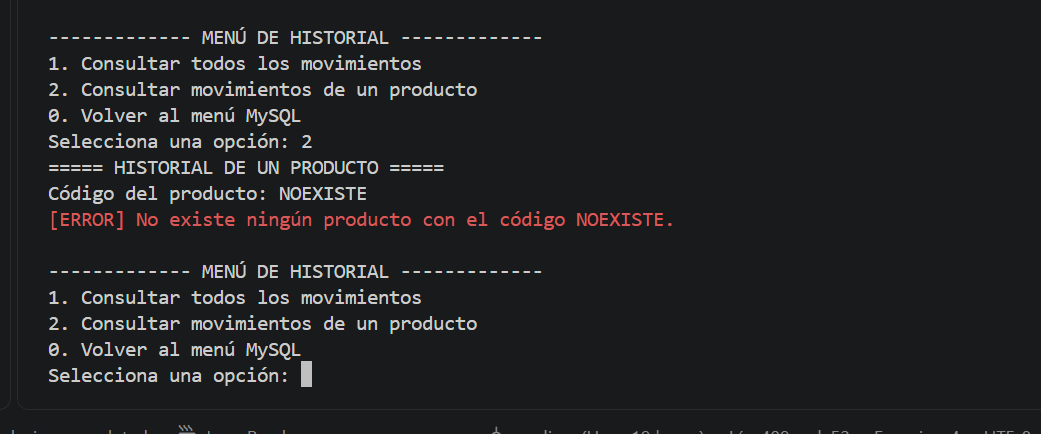 ------------- MENÚ DE HISTORIAL -------------
1. Consultar todos los movimientos
2. Consultar movimientos de un producto
0. Volver al menú MySQL
Selecciona una opción: 2
===== HISTORIAL DE UN PRODUCTO =====
Código del producto: NOEXISTE
[ERROR] No existe ningún producto con el código NOEXISTE.
------------- MENÚ DE HISTORIAL -------------
1. Consultar todos los movimientos
2. Consultar movimientos de un producto
0. Volver al menú MySQL
Selecciona una opción: